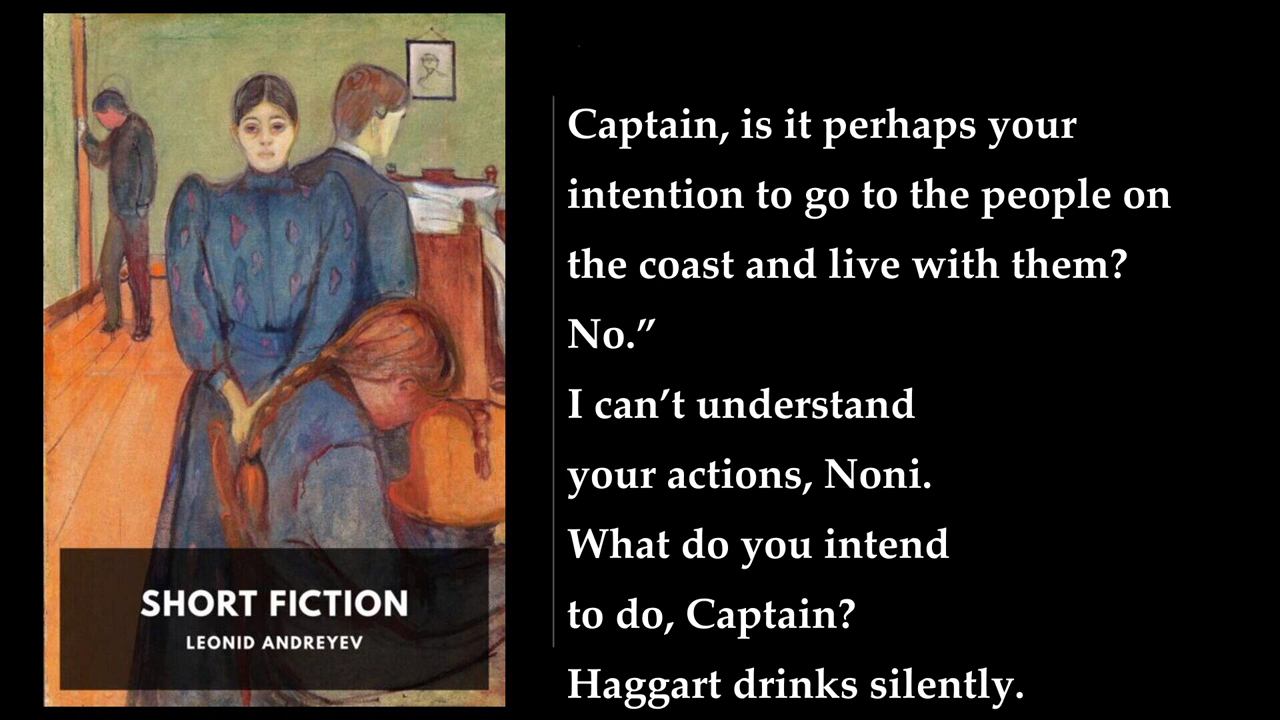 SHORT FICTION
LEONID ANDREYEV
Captain, is it perhaps your
intention to go to the people on
the coast and live with them?
No.”
I can’t understand
your actions, Noni.
What do you intend
to do, Captain?
Haggart drinks silently.